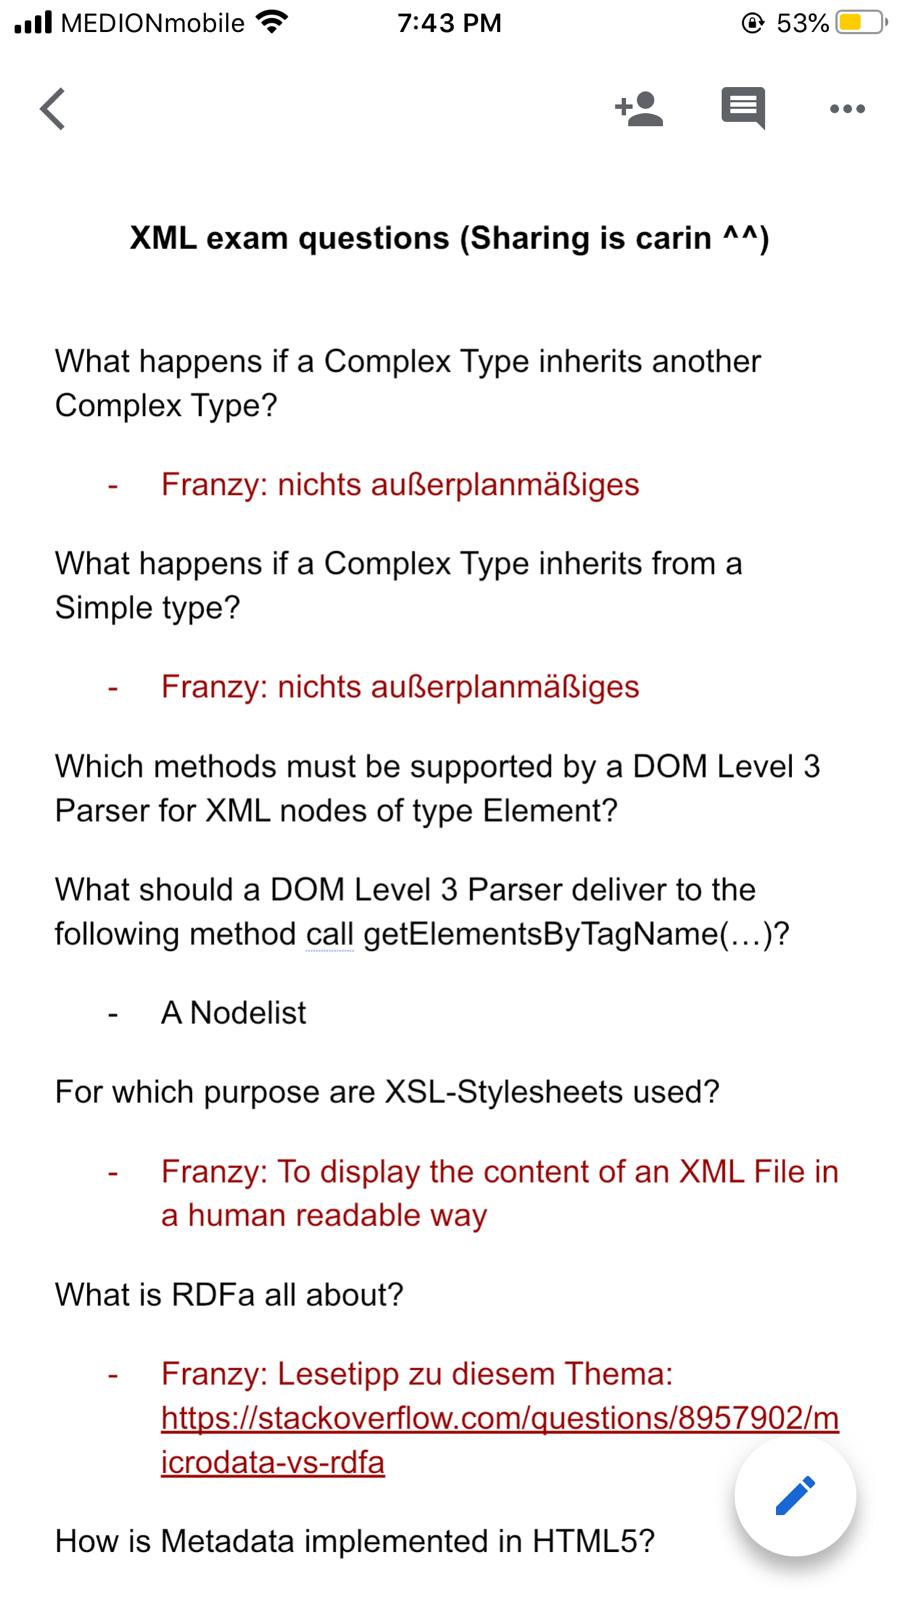 MEDIONmobile 7:43 PM 53%
XML exam questions (Sharing is carin ^^)
What happens if a Complex Type inherits another
Complex Type?
- Franzy: nichts außerplanmäßiges
What happens if a Complex Type inherits from a
Simple type?
- Franzy: nichts außerplanmäßiges
Which methods must be supported by a DOM Level 3
Parser for XML nodes of type Element?
What should a DOM Level 3 Parser deliver to the
following method call getElementsByTagName(...)?
- A Nodelist
For which purpose are XSL-Stylesheets used?
- Franzy: To display the content of an XML File in
a human readable way
What is RDFa all about?
- Franzy: Lesetipp zu diesem Thema:
https://stackoverflow.com/questions/8957902/m
icrodata-vs-rdfa
How is Metadata implemented in HTML5?